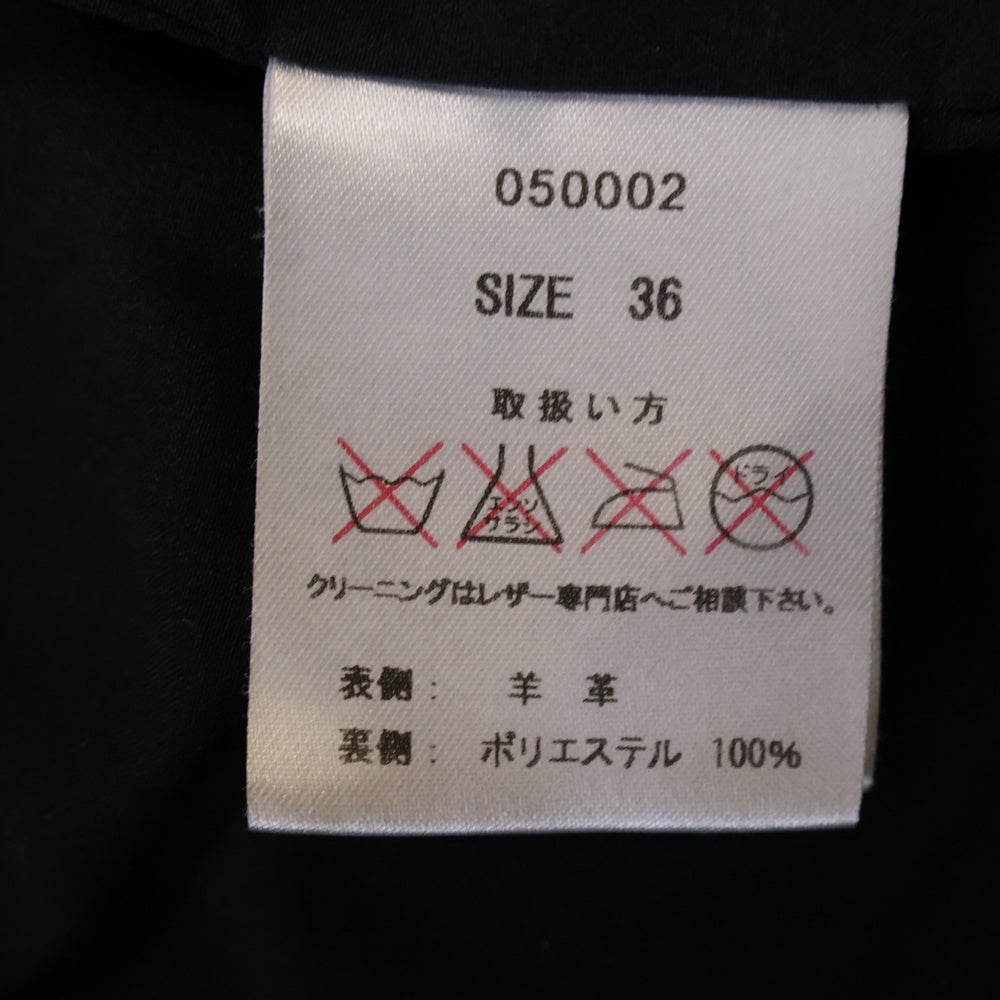 050002
SIZE 36
取扱い方
エンソ
サラシ
ドライ
クリーニングはレザー専門店へご相談下さい。
表側： 羊革
裏側： ポリエステル 100%